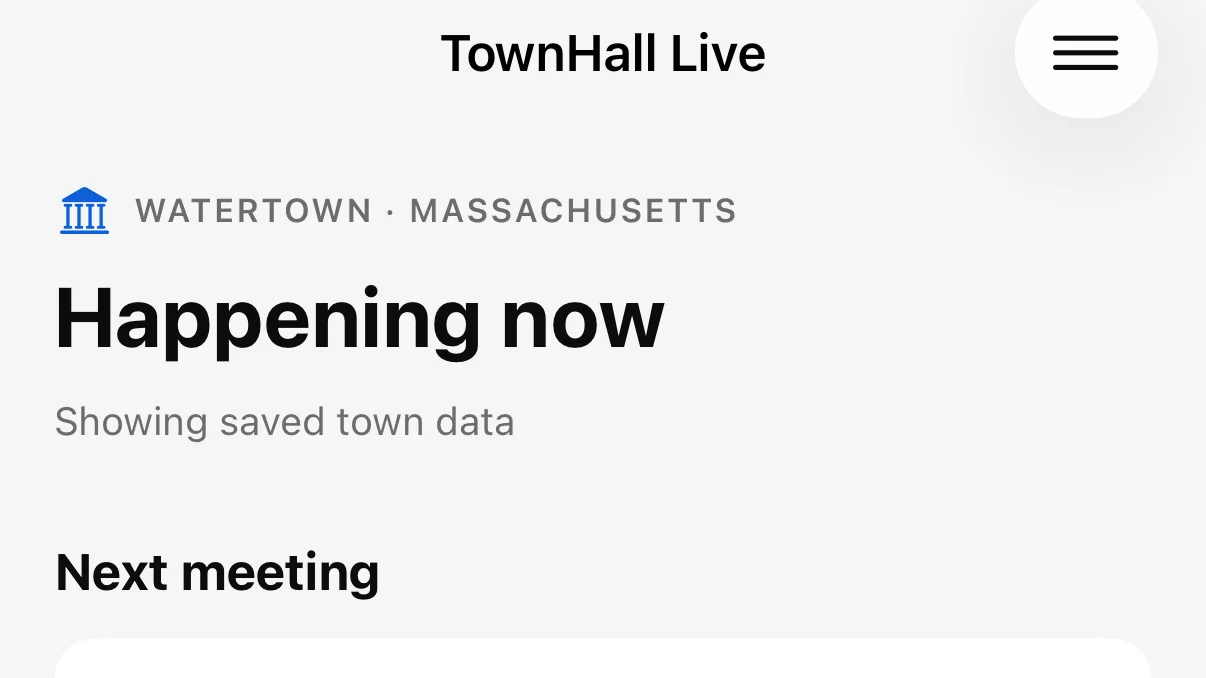 TownHall Live
WATERTOWN · MASSACHUSETTS
Happening now
Showing saved town data
Next meeting